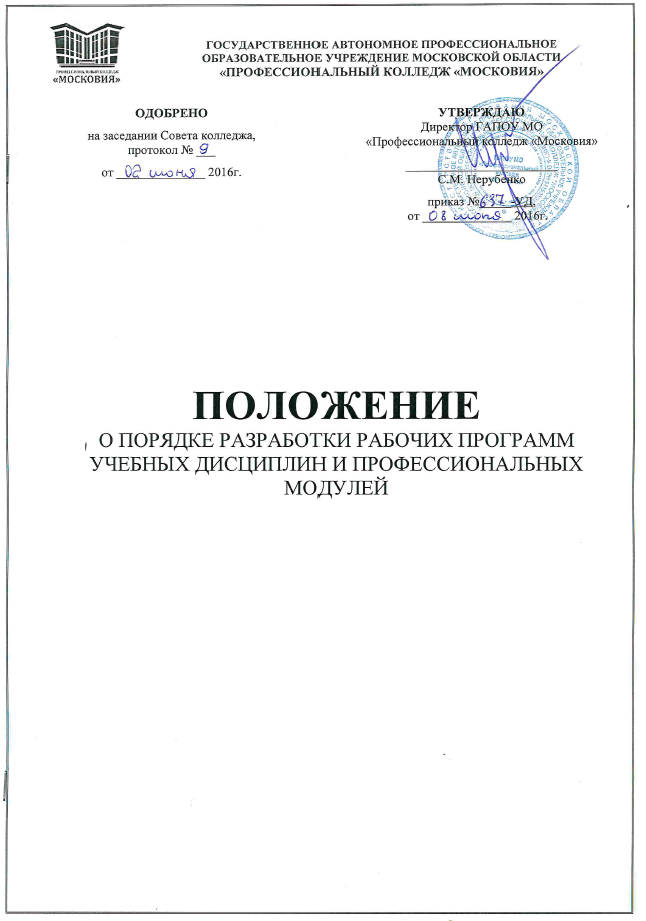 ПРОФЕССИОНАЛЬНЫЙ КОЛЛЕДЖ
«МОСКОВИЯ»
ГОСУДАРСТВЕННОЕ АВТОНОМНОЕ ПРОФЕССИОНАЛЬНОЕ
ОБРАЗОВАТЕЛЬНОЕ УЧРЕЖДЕНИЕ МОСКОВСКОЙ ОБЛАСТИ
«ПРОФЕССИОНАЛЬНЫЙ КОЛЛЕДЖ «МОСКОВИЯ»
ОДОБРЕНО
на заседании Совета колледжа,
протокол № 9
от 02 июня 2016г.
УТВЕРЖДАЮ
Директор ГАПОУ МО
«Профессиональный колледж «Московия»
С.М. Нерубенко
приказ №637-УД.
от 08 июня 2016г.
ПОЛОЖЕНИЕ
О ПОРЯДКЕ РАЗРАБОТКИ РАБОЧИХ ПРОГРАММ
УЧЕБНЫХ ДИСЦИПЛИН И ПРОФЕССИОНАЛЬНЫХ
МОДУЛЕЙ